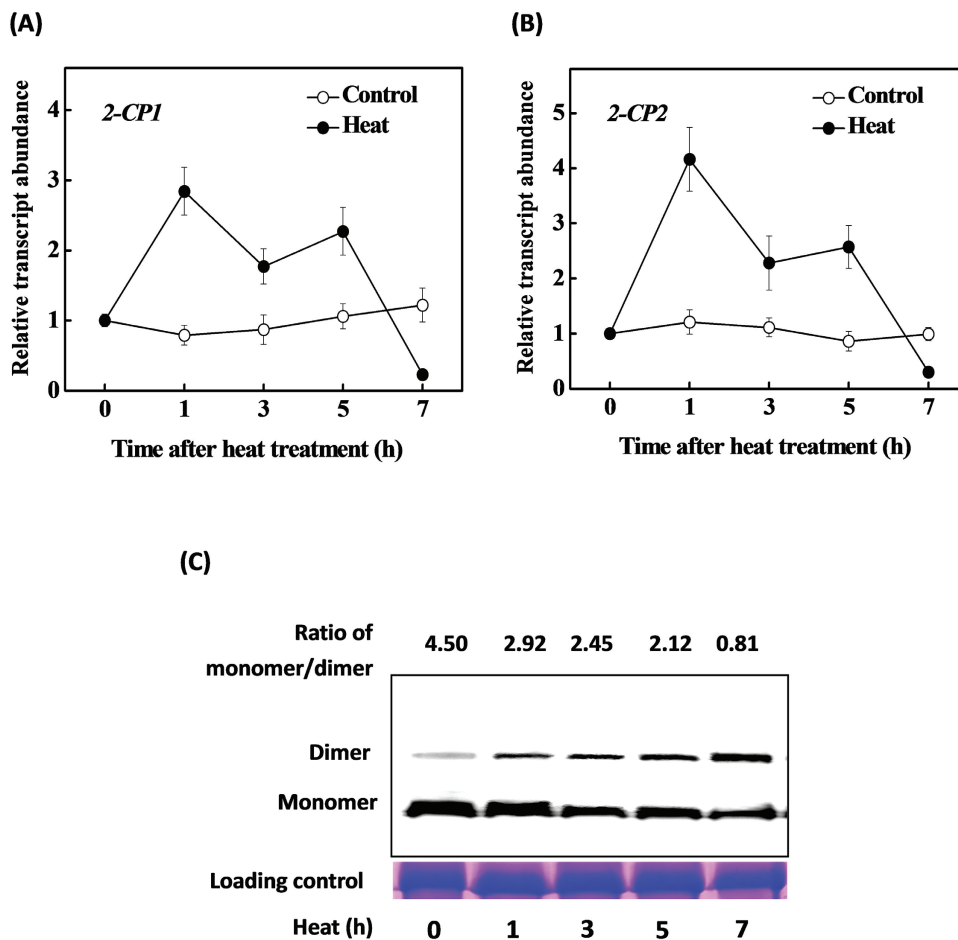 (A)
Relative transcript abundance
4
3
2
1
0
2-CP1
Control
Heat
0 1 3 5 7
Time after heat treatment (h)
(B)
Relative transcript abundance
5
4
3
2
1
0
2-CP2
Control
Heat
0 1 3 5 7
Time after heat treatment (h)
(C)
Ratio of
monomer/dimer
4.50 2.92 2.45 2.12 0.81
Dimer
Monomer
Loading control
Heat (h) 0 1 3 5 7